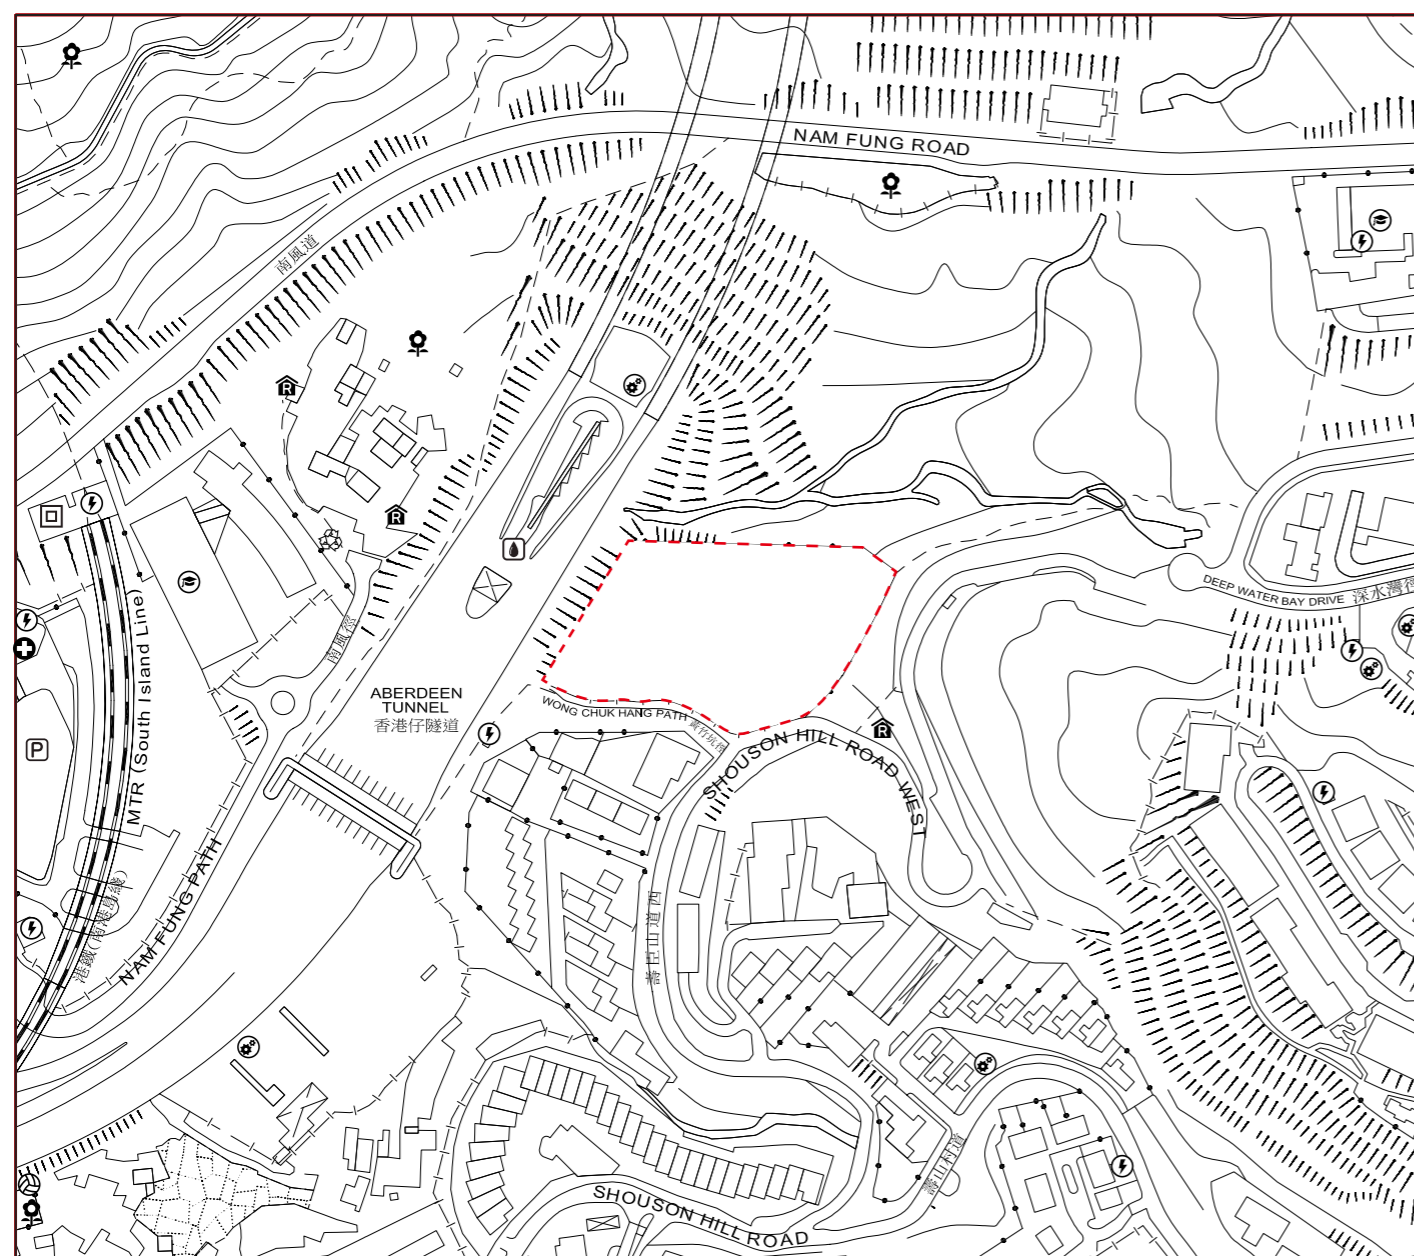 NAM FUNG ROAD
南風道
R
R
DEEP WATER BAY DRIVE 深水灣徑
南風徑
MTR (South Island Line)
港鐵(南港島綫)
P
ABERDEEN
TUNNEL
香港仔隧道
WONG CHUK HANG PATH 黃竹坑徑
R
SHOUSON HILL ROAD WEST
壽臣山道西
NAM FUNG PATH
壽山村道
SHOUSON HILL ROAD